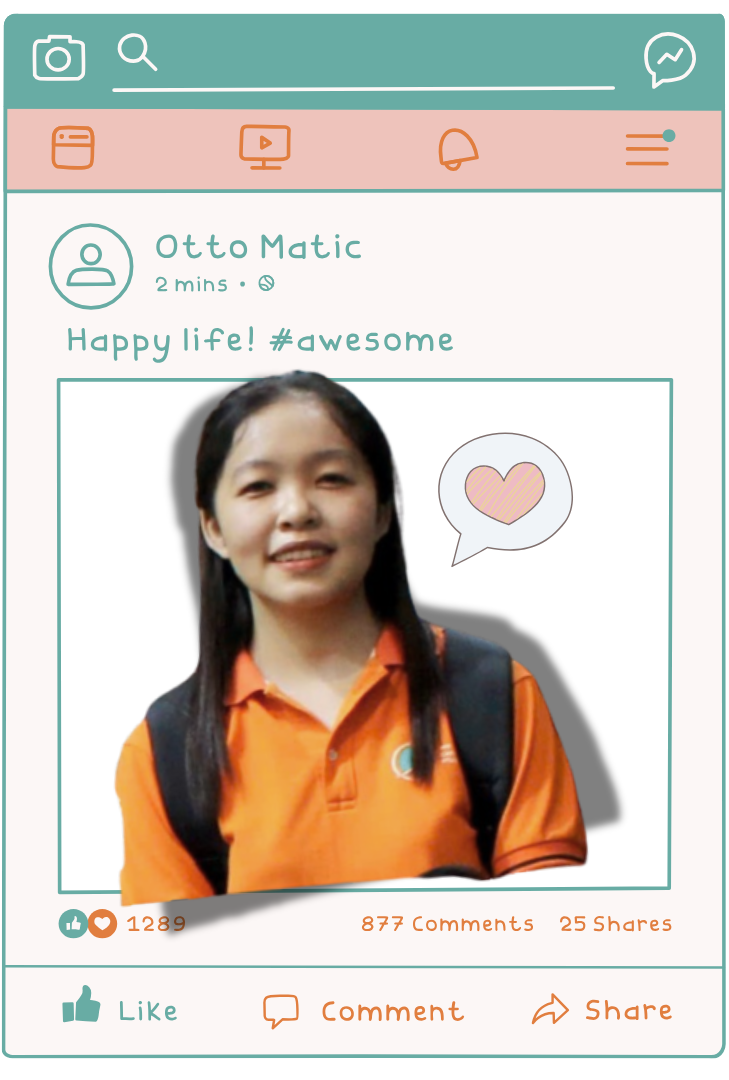 Otto Matic
2 mins •
Happy life! #awesome
1289 877 Comments 25 Shares
Like Comment Share